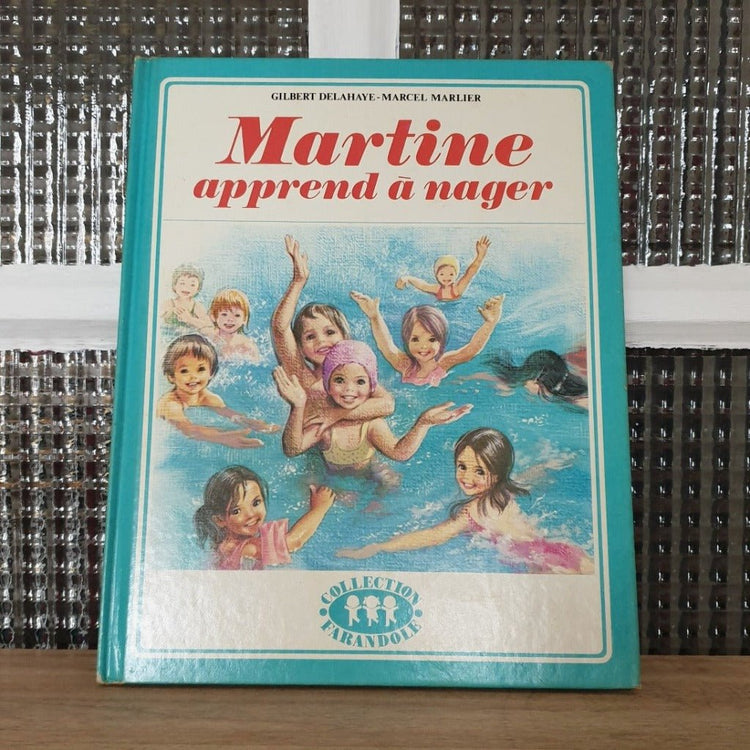 GILBERT DELAHAYE-MARCEL MARLIER
Martine
apprend à nager
COLLECTION
FARANDOLE